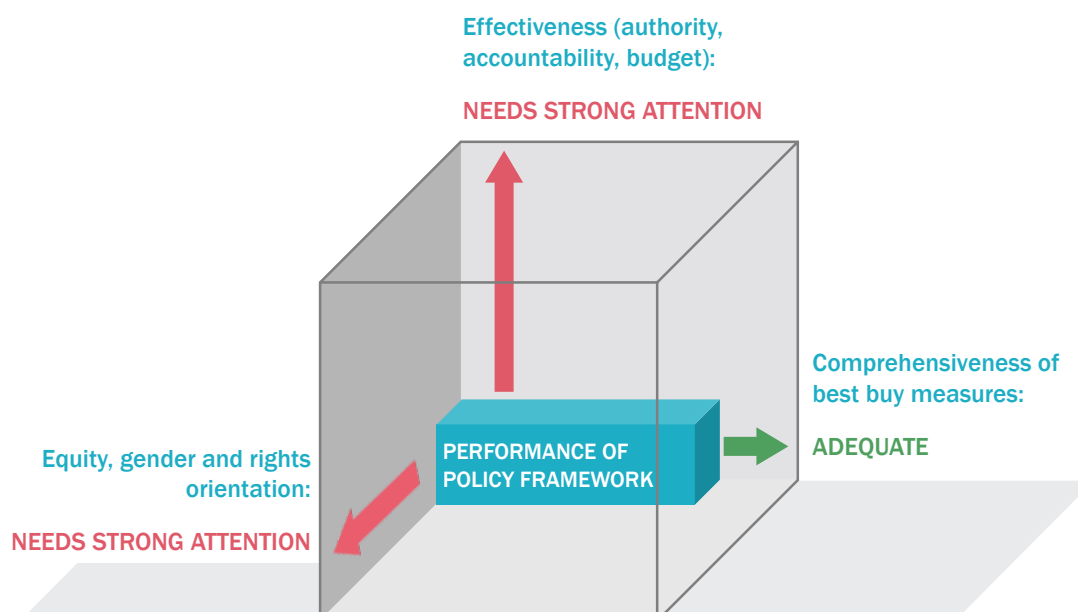 Effectiveness (authority,
accountability, budget):
NEEDS STRONG ATTENTION
Comprehensiveness of
best buy measures:
ADEQUATE
PERFORMANCE OF
POLICY FRAMEWORK
Equity, gender and rights
orientation:
NEEDS STRONG ATTENTION